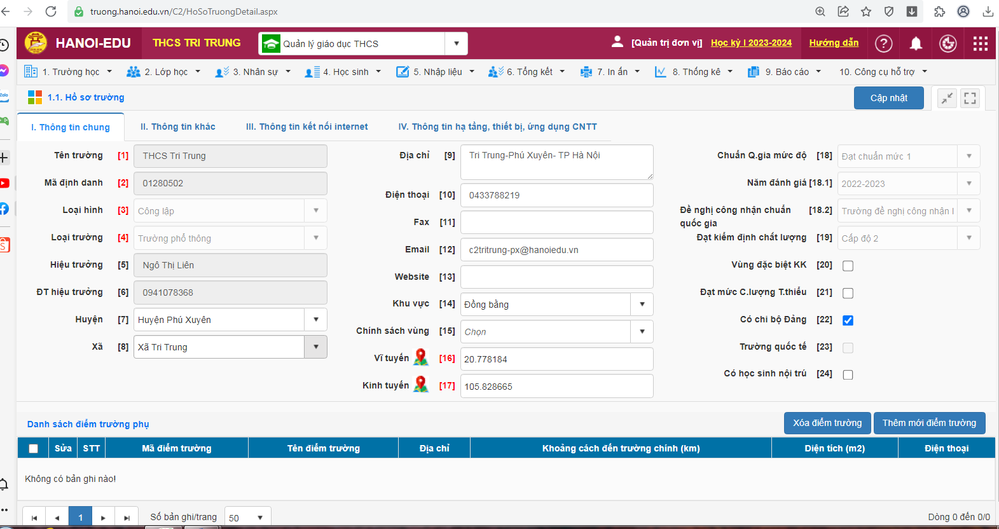 truong.hanoi.edu.vn/C2/HoSoTruongDetail.aspx
HANOI-EDU THCS TRI TRUNG Quản lý giáo dục THCS [Quản trị đơn vị] Học kỳ I 2023-2024 Hướng dẫn
1. Trường học 2. Lớp học 3. Nhân sự 4. Học sinh 5. Nhập liệu 6. Tổng kết 7. In ấn 8. Thống kê 9. Báo cáo 10. Công cụ hỗ trợ
Zalo
1.1. Hồ sơ trường Cập nhật
I. Thông tin chung II. Thông tin khác III. Thông tin kết nối internet IV. Thông tin hạ tầng, thiết bị, ứng dụng CNTT
Tên trường [1] THCS Tri Trung
Mã định danh [2] 01280502
Loại hình [3] Công lập
Loại trường [4] Trường phổ thông
Hiệu trưởng [5] Ngô Thị Liên
ĐT hiệu trưởng [6] 0941078368
Huyện [7] Huyện Phú Xuyên
Xã [8] Xã Tri Trung
Địa chỉ [9] Tri Trung-Phú Xuyên- TP Hà Nội
Điện thoại [10] 0433788219
Fax [11]
Email [12] c2tritrung-px@hanoiedu.vn
Website [13]
Khu vực [14] Đồng bằng
Chính sách vùng [15] Chọn
Vĩ tuyến [16] 20.778184
Kinh tuyến [17] 105.828665
Chuẩn Q.gia mức độ [18] Đạt chuẩn mức 1
Năm đánh giá [18.1] 2022-2023
Đề nghị công nhận chuẩn quốc gia [18.2] Trường đề nghị công nhận l
Đạt kiểm định chất lượng [19] Cấp độ 2
Vùng đặc biệt KK [20]
Đạt mức C.lượng T.thiểu [21]
Có chi bộ Đảng [22]
Trường quốc tế [23]
Có học sinh nội trú [24]
Danh sách điểm trường phụ Xóa điểm trường Thêm mới điểm trường
Sửa STT Mã điểm trường Tên điểm trường Địa chỉ Khoảng cách đến trường chính (km) Diện tích (m2) Điện thoại
Không có bản ghi nào!
1 Số bản ghi/trang 50 Dòng 0 đến 0/0